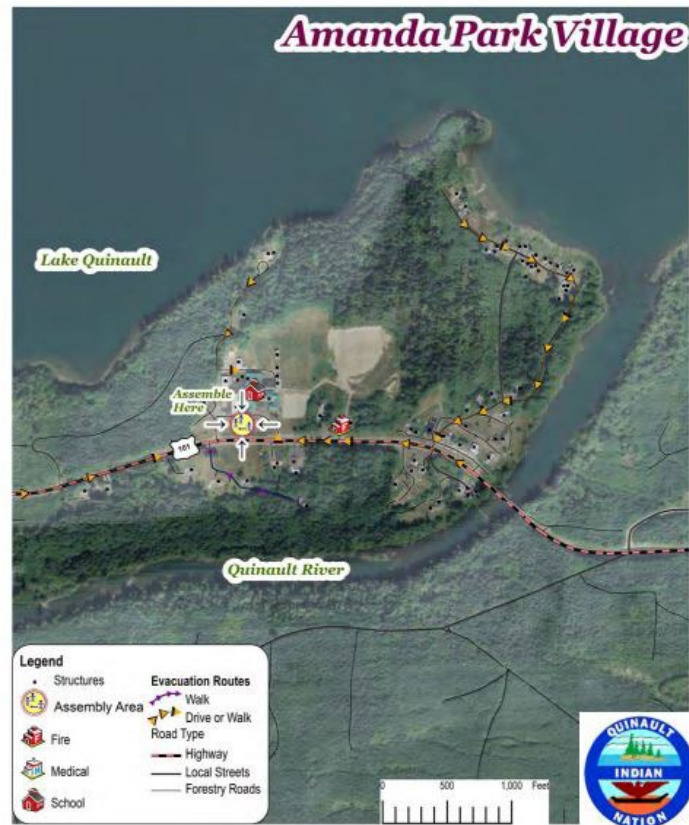 Amanda Park Village
Lake Quinault
Assemble
Here
101
Quinault River
Legend
Structures
Assembly Area
Fire
Medical
School
Evacuation Routes
Walk
Drive or Walk
Road Type
Highway
Local Streets
Forestry Roads
0 500 1,000 Feet
QUINAULT
INDIAN
NATION